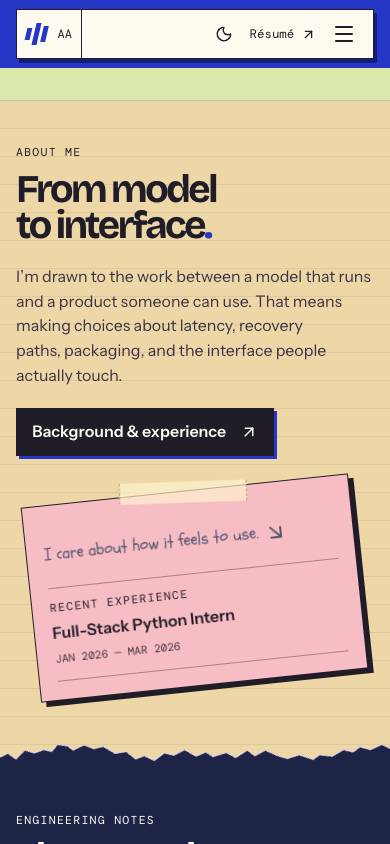 AA
Résumé
ABOUT ME
From model
to interface.
I'm drawn to the work between a model that runs
and a product someone can use. That means
making choices about latency, recovery
paths, packaging, and the interface people
actually touch.
Background & experience
I care about how it feels to use.
RECENT EXPERIENCE
Full-Stack Python Intern
JAN 2026 — MAR 2026
ENGINEERING NOTES